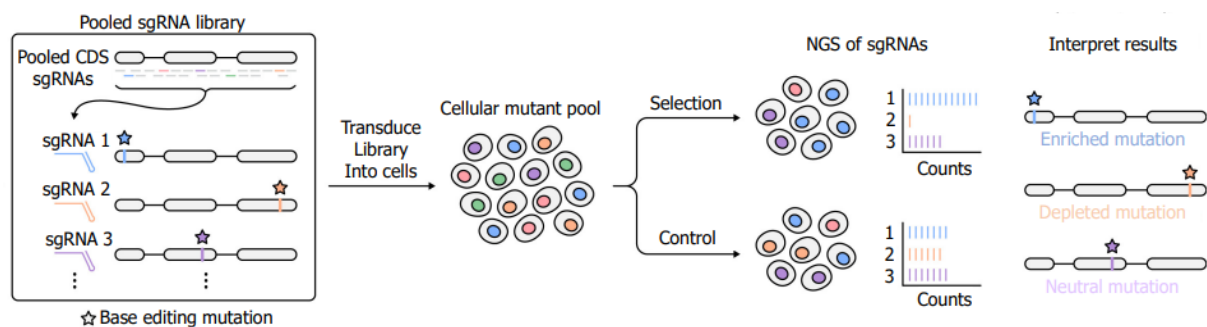 Pooled sgRNA library
Pooled CDS
sgRNAs
sgRNA 1
sgRNA 2
sgRNA 3
⋮ ⋮
☆ Base editing mutation
Transduce
Library
Into cells
Cellular mutant pool
Selection
Control
NGS of sgRNAs
1
2
3
Counts
1
2
3
Counts
Interpret results
Enriched mutation
Depleted mutation
Neutral mutation